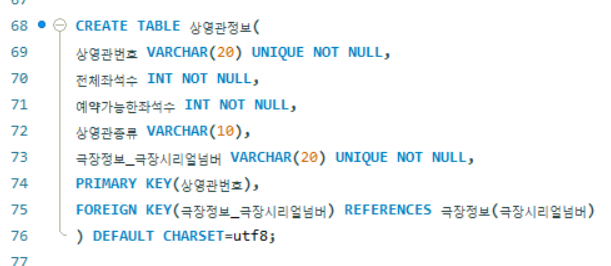 68 CREATE TABLE 상영관정보(
69 상영관번호 VARCHAR(20) UNIQUE NOT NULL,
70 전체좌석수 INT NOT NULL,
71 예약가능한좌석수 INT NOT NULL,
72 상영관종류 VARCHAR(10),
73 극장정보_극장시리얼넘버 VARCHAR(20) UNIQUE NOT NULL,
74 PRIMARY KEY(상영관번호),
75 FOREIGN KEY(극장정보_극장시리얼넘버) REFERENCES 극장정보(극장시리얼넘버)
76 ) DEFAULT CHARSET=utf8;
77